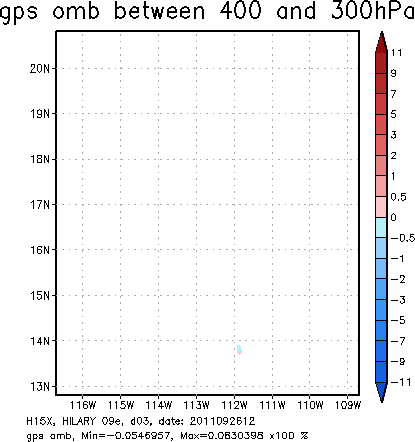 gps omb between 400 and 300hPa
20N
19N
18N
17N
16N
15N
14N
13N
116W 115W 114W 113W 112W 111W 110W 109W
11
9
7
5
3
2
1
0.5
0
−0.5
−1
−2
−3
−5
−7
−9
−11
H15X, HILARY 09e, d03, date: 2011092612
gps omb, Min=−0.0546957, Max=0.0830398 x100 %